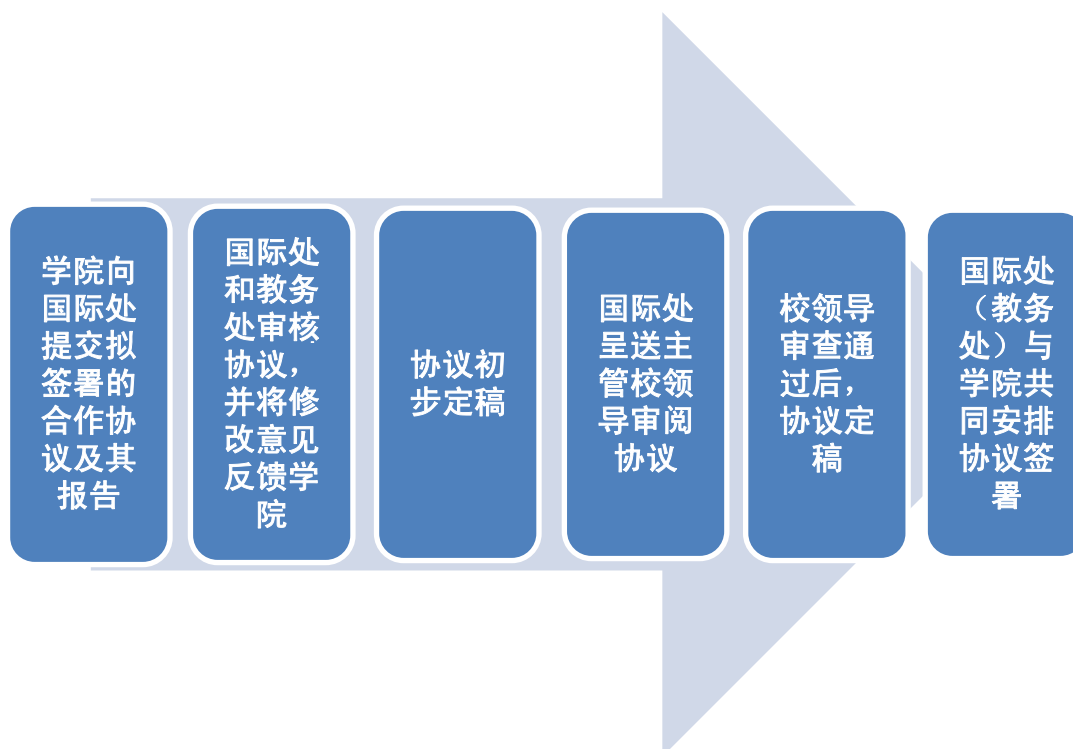 学院向
国际处
提交拟
签署的
合作协
议及其
报告
国际处
和教务
处审核
协议，
并将修
改意见
反馈学
院
协议初
步定稿
国际处
呈送主
管校领
导审阅
协议
校领导
审查通
过后，
协议定
稿
国际处
（教务
处）与
学院共
同安排
协议签
署